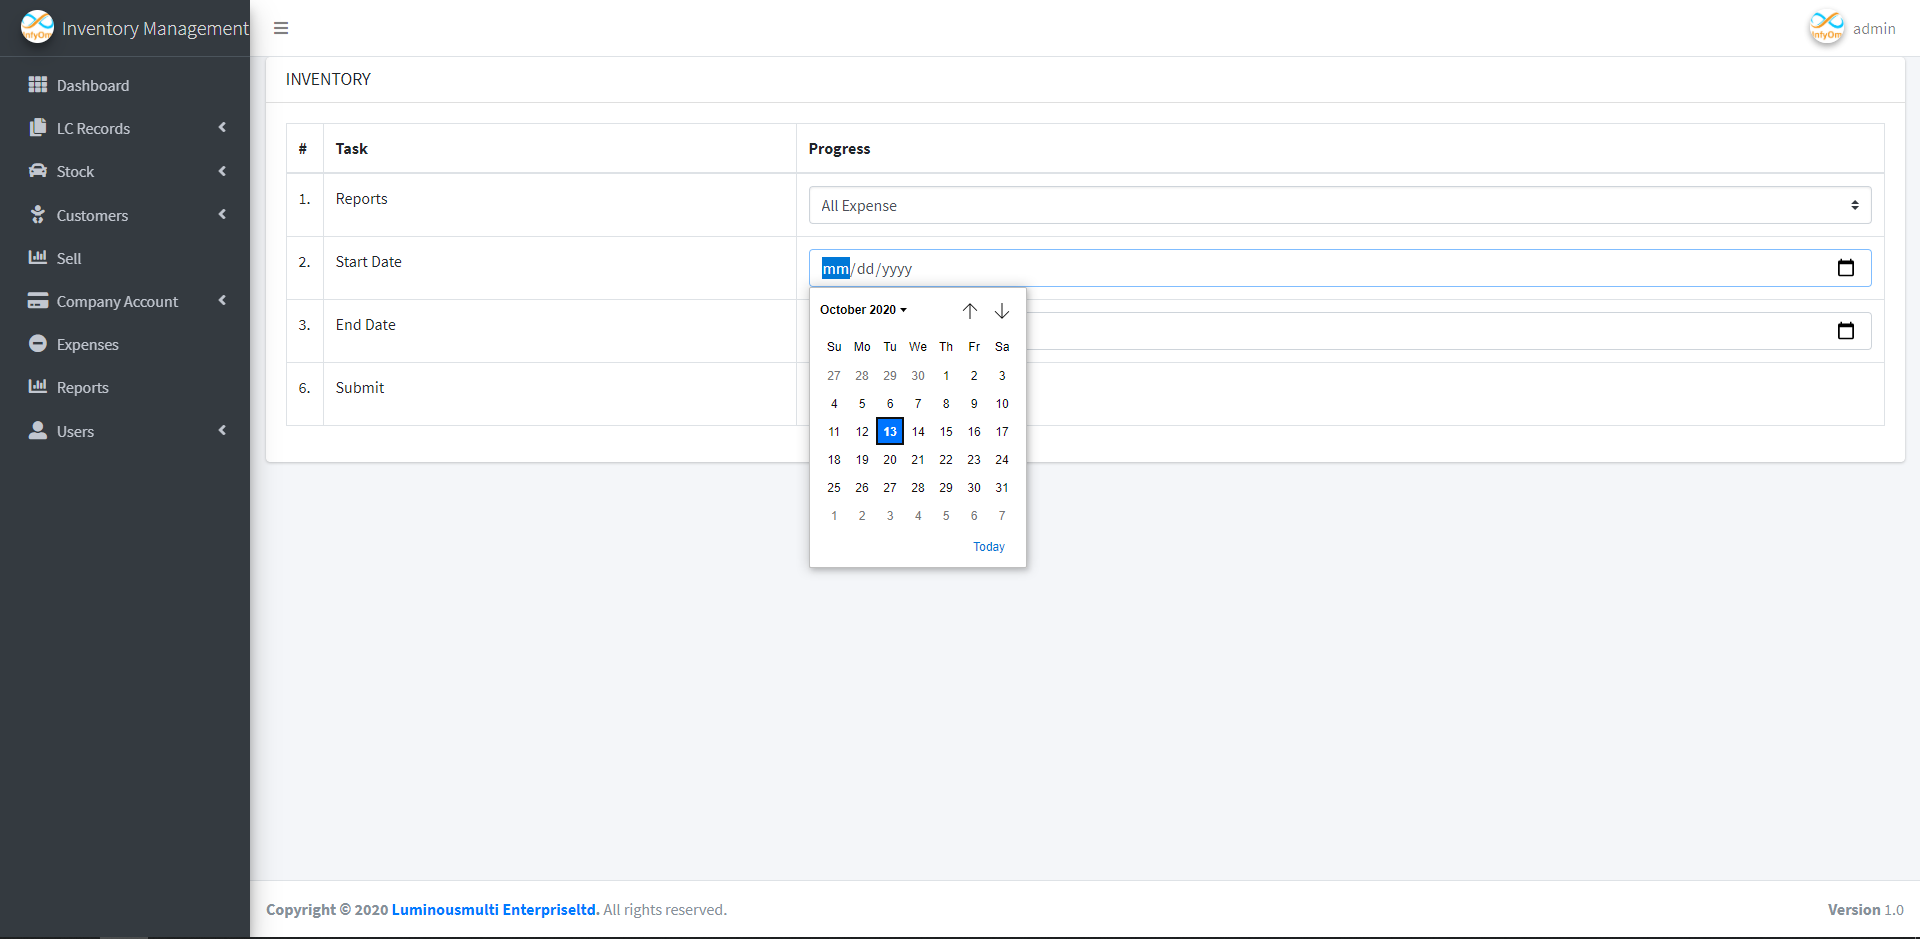 InfyOm Inventory Management
InfyOm admin
Dashboard
LC Records
Stock
Customers
Sell
Company Account
Expenses
Reports
Users
INVENTORY
# Task Progress
1. Reports All Expense
2. Start Date mm/dd/yyyy
3. End Date
6. Submit
October 2020
Su Mo Tu We Th Fr Sa
27 28 29 30 1 2 3
4 5 6 7 8 9 10
11 12 13 14 15 16 17
18 19 20 21 22 23 24
25 26 27 28 29 30 31
1 2 3 4 5 6 7
Today
Copyright © 2020 Luminousmulti Enterpriseltd. All rights reserved.
Version 1.0